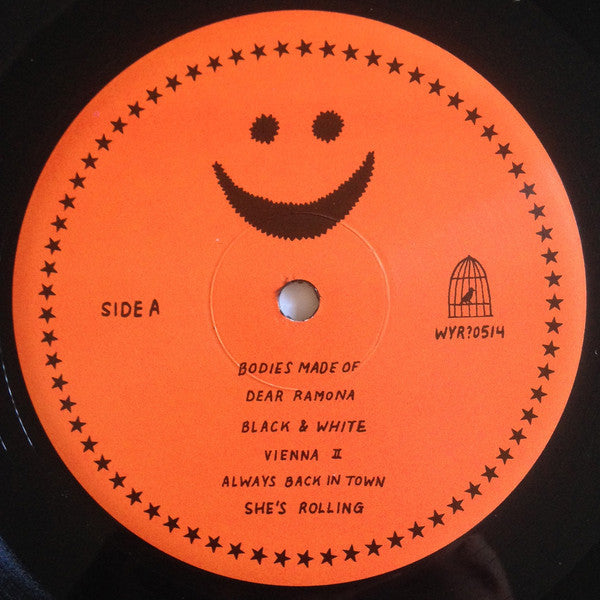 SIDE A
WYR?0514
BODIES MADE OF
DEAR RAMONA
BLACK & WHITE
VIENNA II
ALWAYS BACK IN TOWN
SHE'S ROLLING